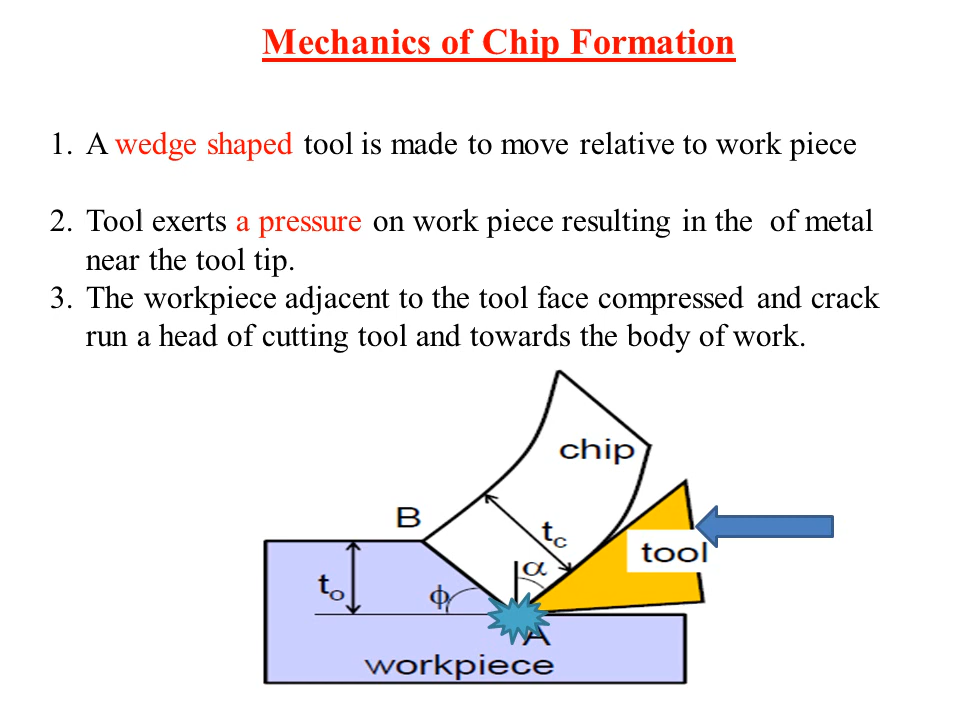 Mechanics of Chip Formation
1. A wedge shaped tool is made to move relative to work piece
2. Tool exerts a pressure on work piece resulting in the of metal
near the tool tip.
3. The workpiece adjacent to the tool face compressed and crack
run a head of cutting tool and towards the body of work.
chip
B
tc
tool
α
to
ϕ
A
workpiece